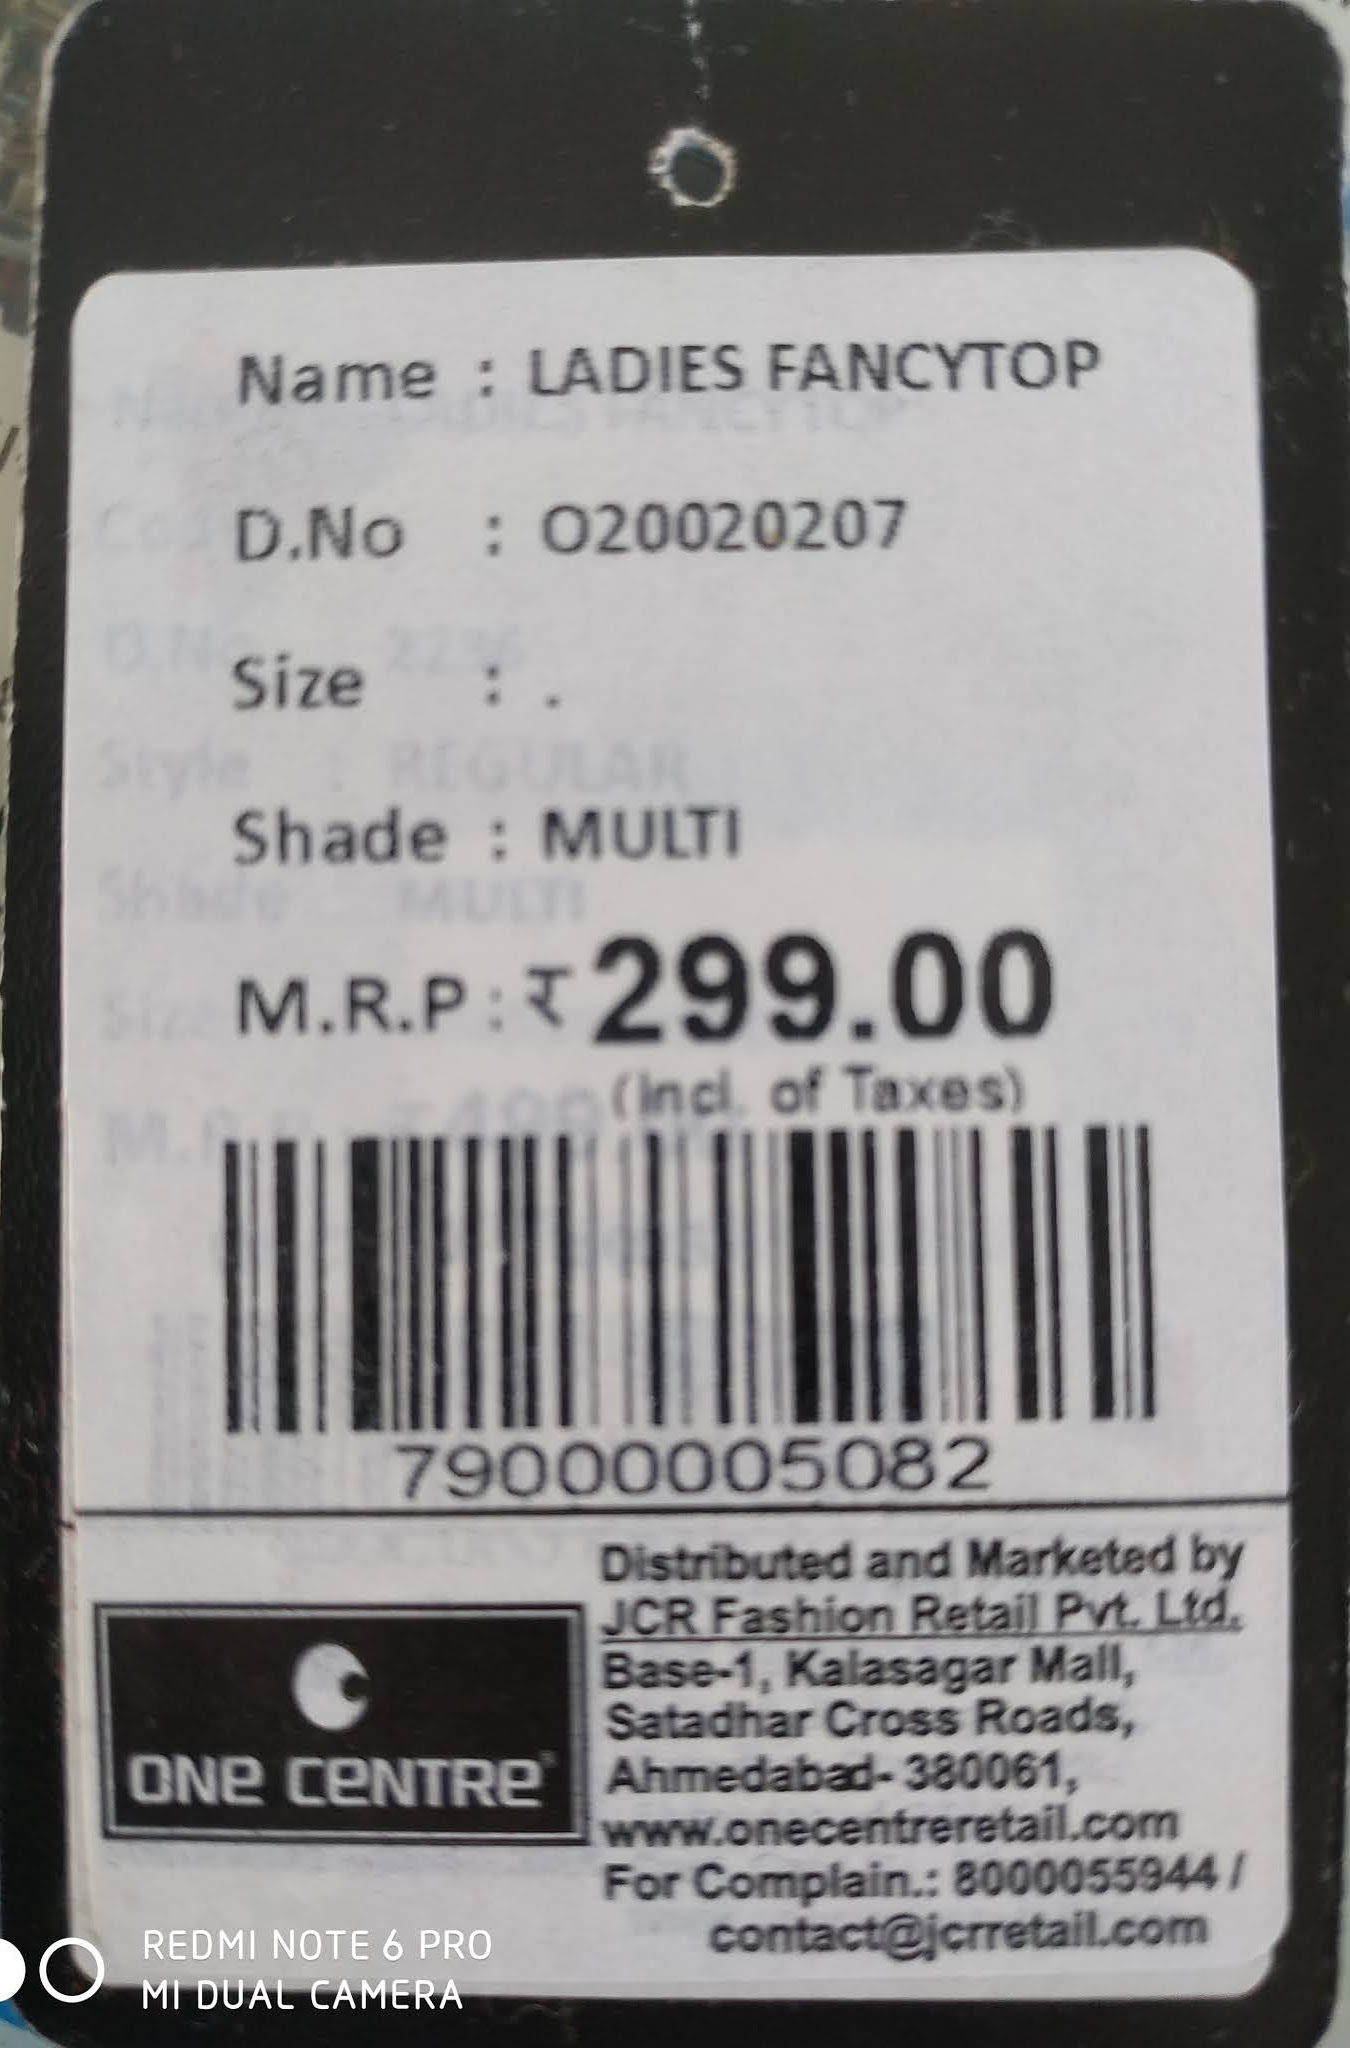 Name : LADIES FANCYTOP
D.No : O20020207
Size : .
Shade : MULTI
M.R.P : ₹ 299.00
(Incl. of Taxes)
79000005082
ONE CENTRE
Distributed and Marketed by
JCR Fashion Retail Pvt. Ltd.
Base-1, Kalasagar Mall,
Satadhar Cross Roads,
Ahmedabad- 380061,
www.onecentreretail.com
For Complain.: 8000055944 /
contact@jcrretail.com
REDMI NOTE 6 PRO
MI DUAL CAMERA